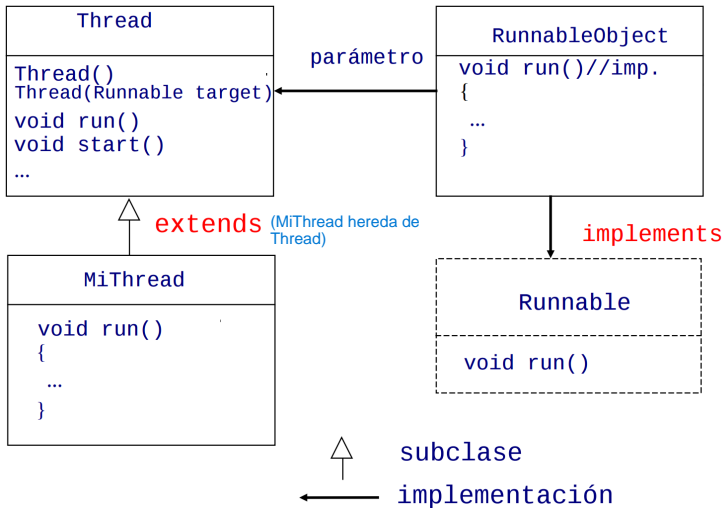 Thread
Thread()
Thread(Runnable target)
void run()
void start()
...
parámetro
RunnableObject
void run()//imp.
{
...
}
extends
(MiThread hereda de
Thread)
implements
MiThread
void run()
{
...
}
Runnable
void run()
subclase
implementación